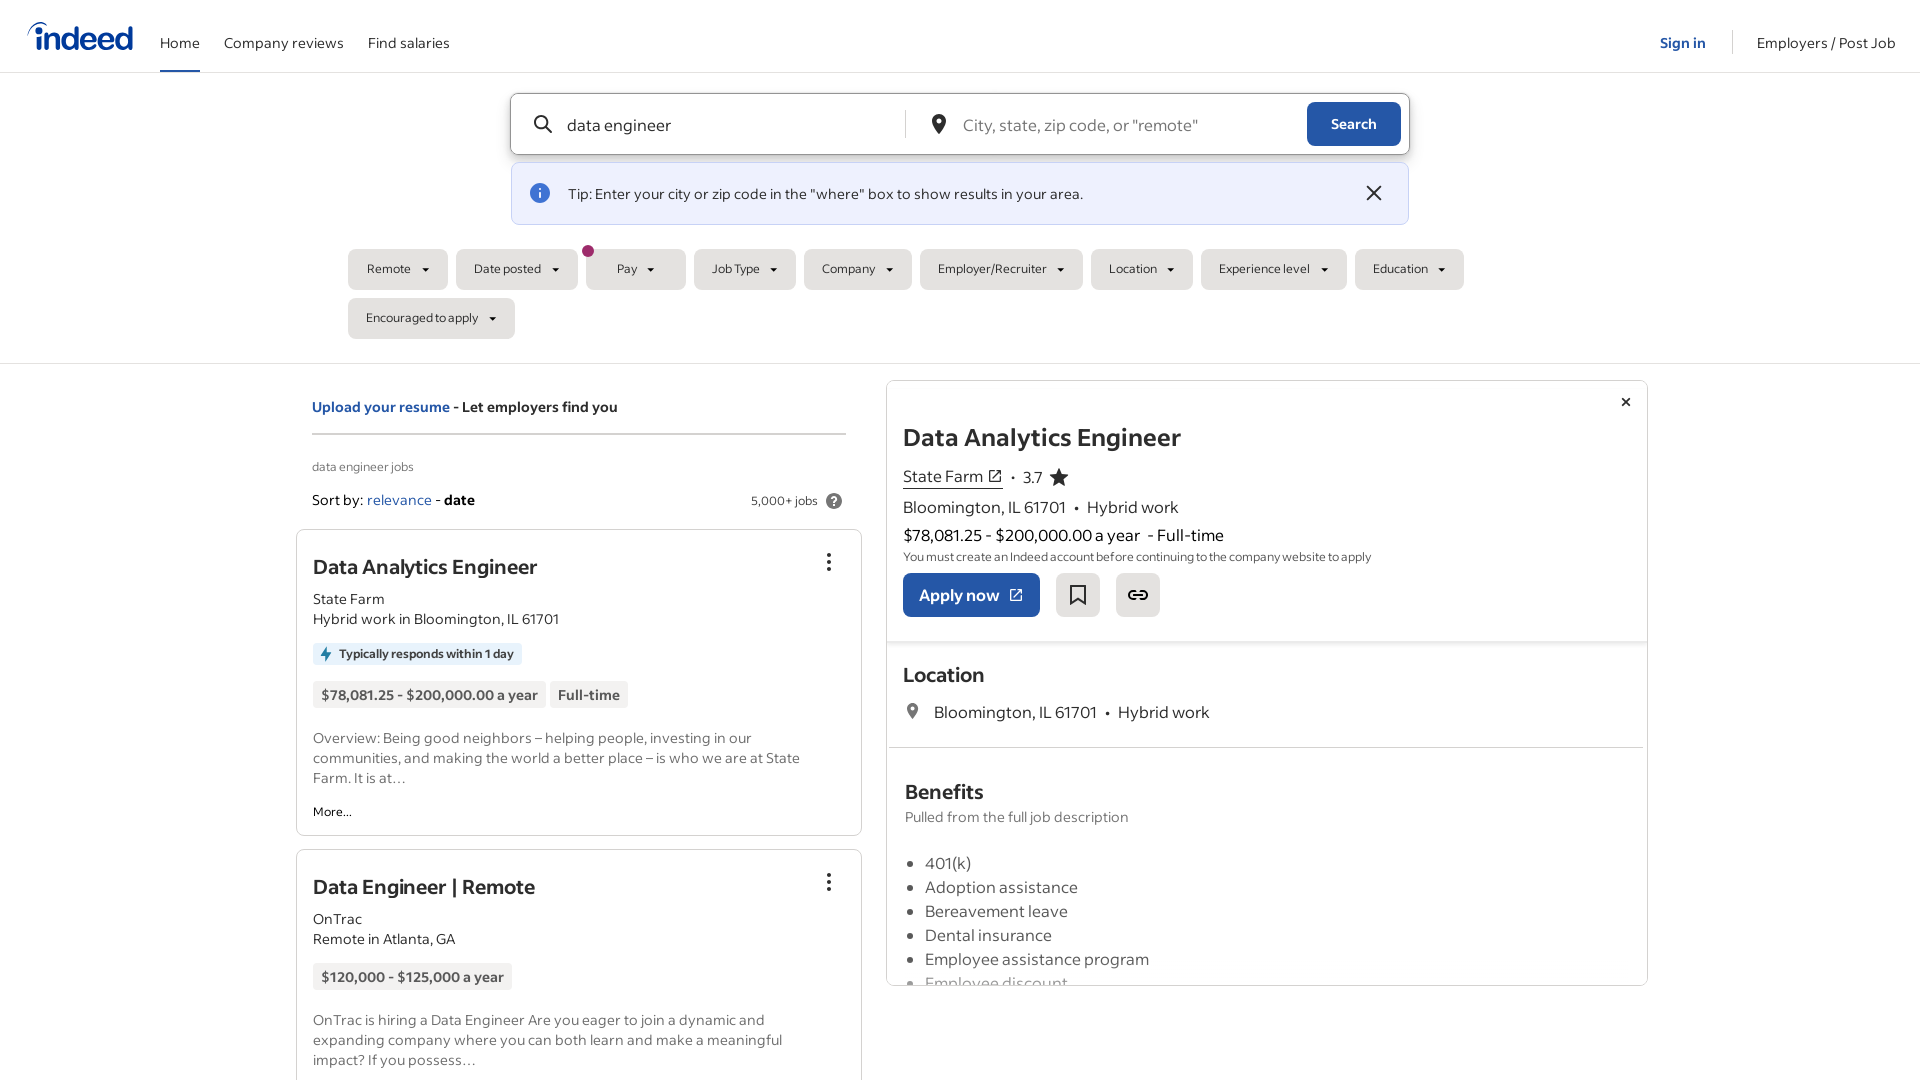 indeed
Home
Company reviews
Find salaries
Sign in
Employers / Post Job
data engineer
City, state, zip code, or "remote"
Search
Tip: Enter your city or zip code in the "where" box to show results in your area.
Remote
Date posted
Pay
Job Type
Company
Employer/Recruiter
Location
Experience level
Education
Encouraged to apply
Upload your resume - Let employers find you
data engineer jobs
Sort by: relevance - date
5,000+ jobs
Data Analytics Engineer
State Farm
Hybrid work in Bloomington, IL 61701
Typically responds within 1 day
$78,081.25 - $200,000.00 a year
Full-time
Overview: Being good neighbors – helping people, investing in our
communities, and making the world a better place – is who we are at State
Farm. It is at…
More...
Data Engineer | Remote
OnTrac
Remote in Atlanta, GA
$120,000 - $125,000 a year
OnTrac is hiring a Data Engineer Are you eager to join a dynamic and
expanding company where you can both learn and make a meaningful
impact? If you possess…
Data Analytics Engineer
State Farm • 3.7
Bloomington, IL 61701 • Hybrid work
$78,081.25 - $200,000.00 a year - Full-time
You must create an Indeed account before continuing to the company website to apply
Apply now
Location
Bloomington, IL 61701 • Hybrid work
Benefits
Pulled from the full job description
• 401(k)
• Adoption assistance
• Bereavement leave
• Dental insurance
• Employee assistance program
• Employee discount